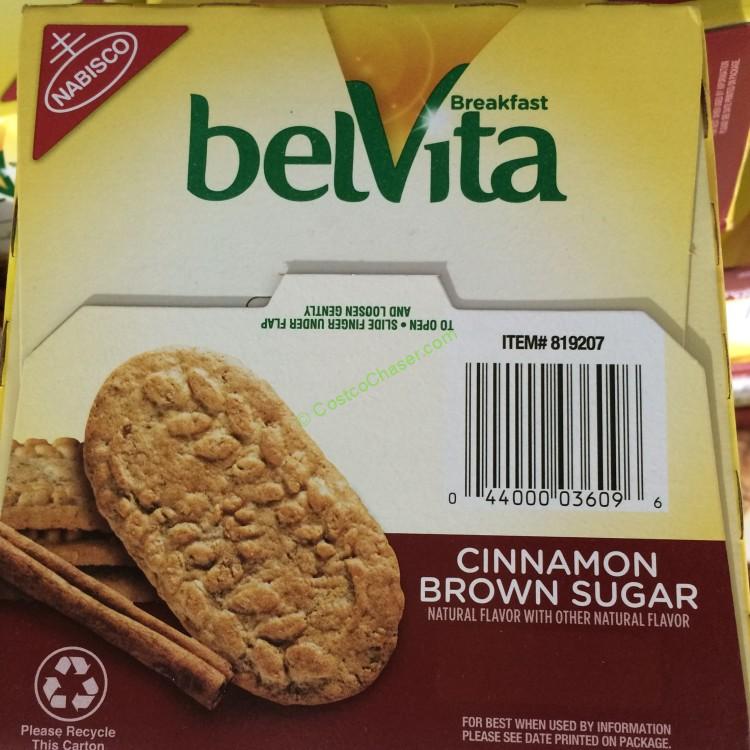 NABISCO
Breakfast
belVita
TO OPEN • SLIDE FINGER UNDER FLAP
AND LOOSEN GENTLY
© CostcoChaser.com
ITEM# 819207
0 44000 03609 6
CINNAMON
BROWN SUGAR
NATURAL FLAVOR WITH OTHER NATURAL FLAVOR
Please Recycle
This Carton
FOR BEST WHEN USED BY INFORMATION
PLEASE SEE DATE PRINTED ON PACKAGE.